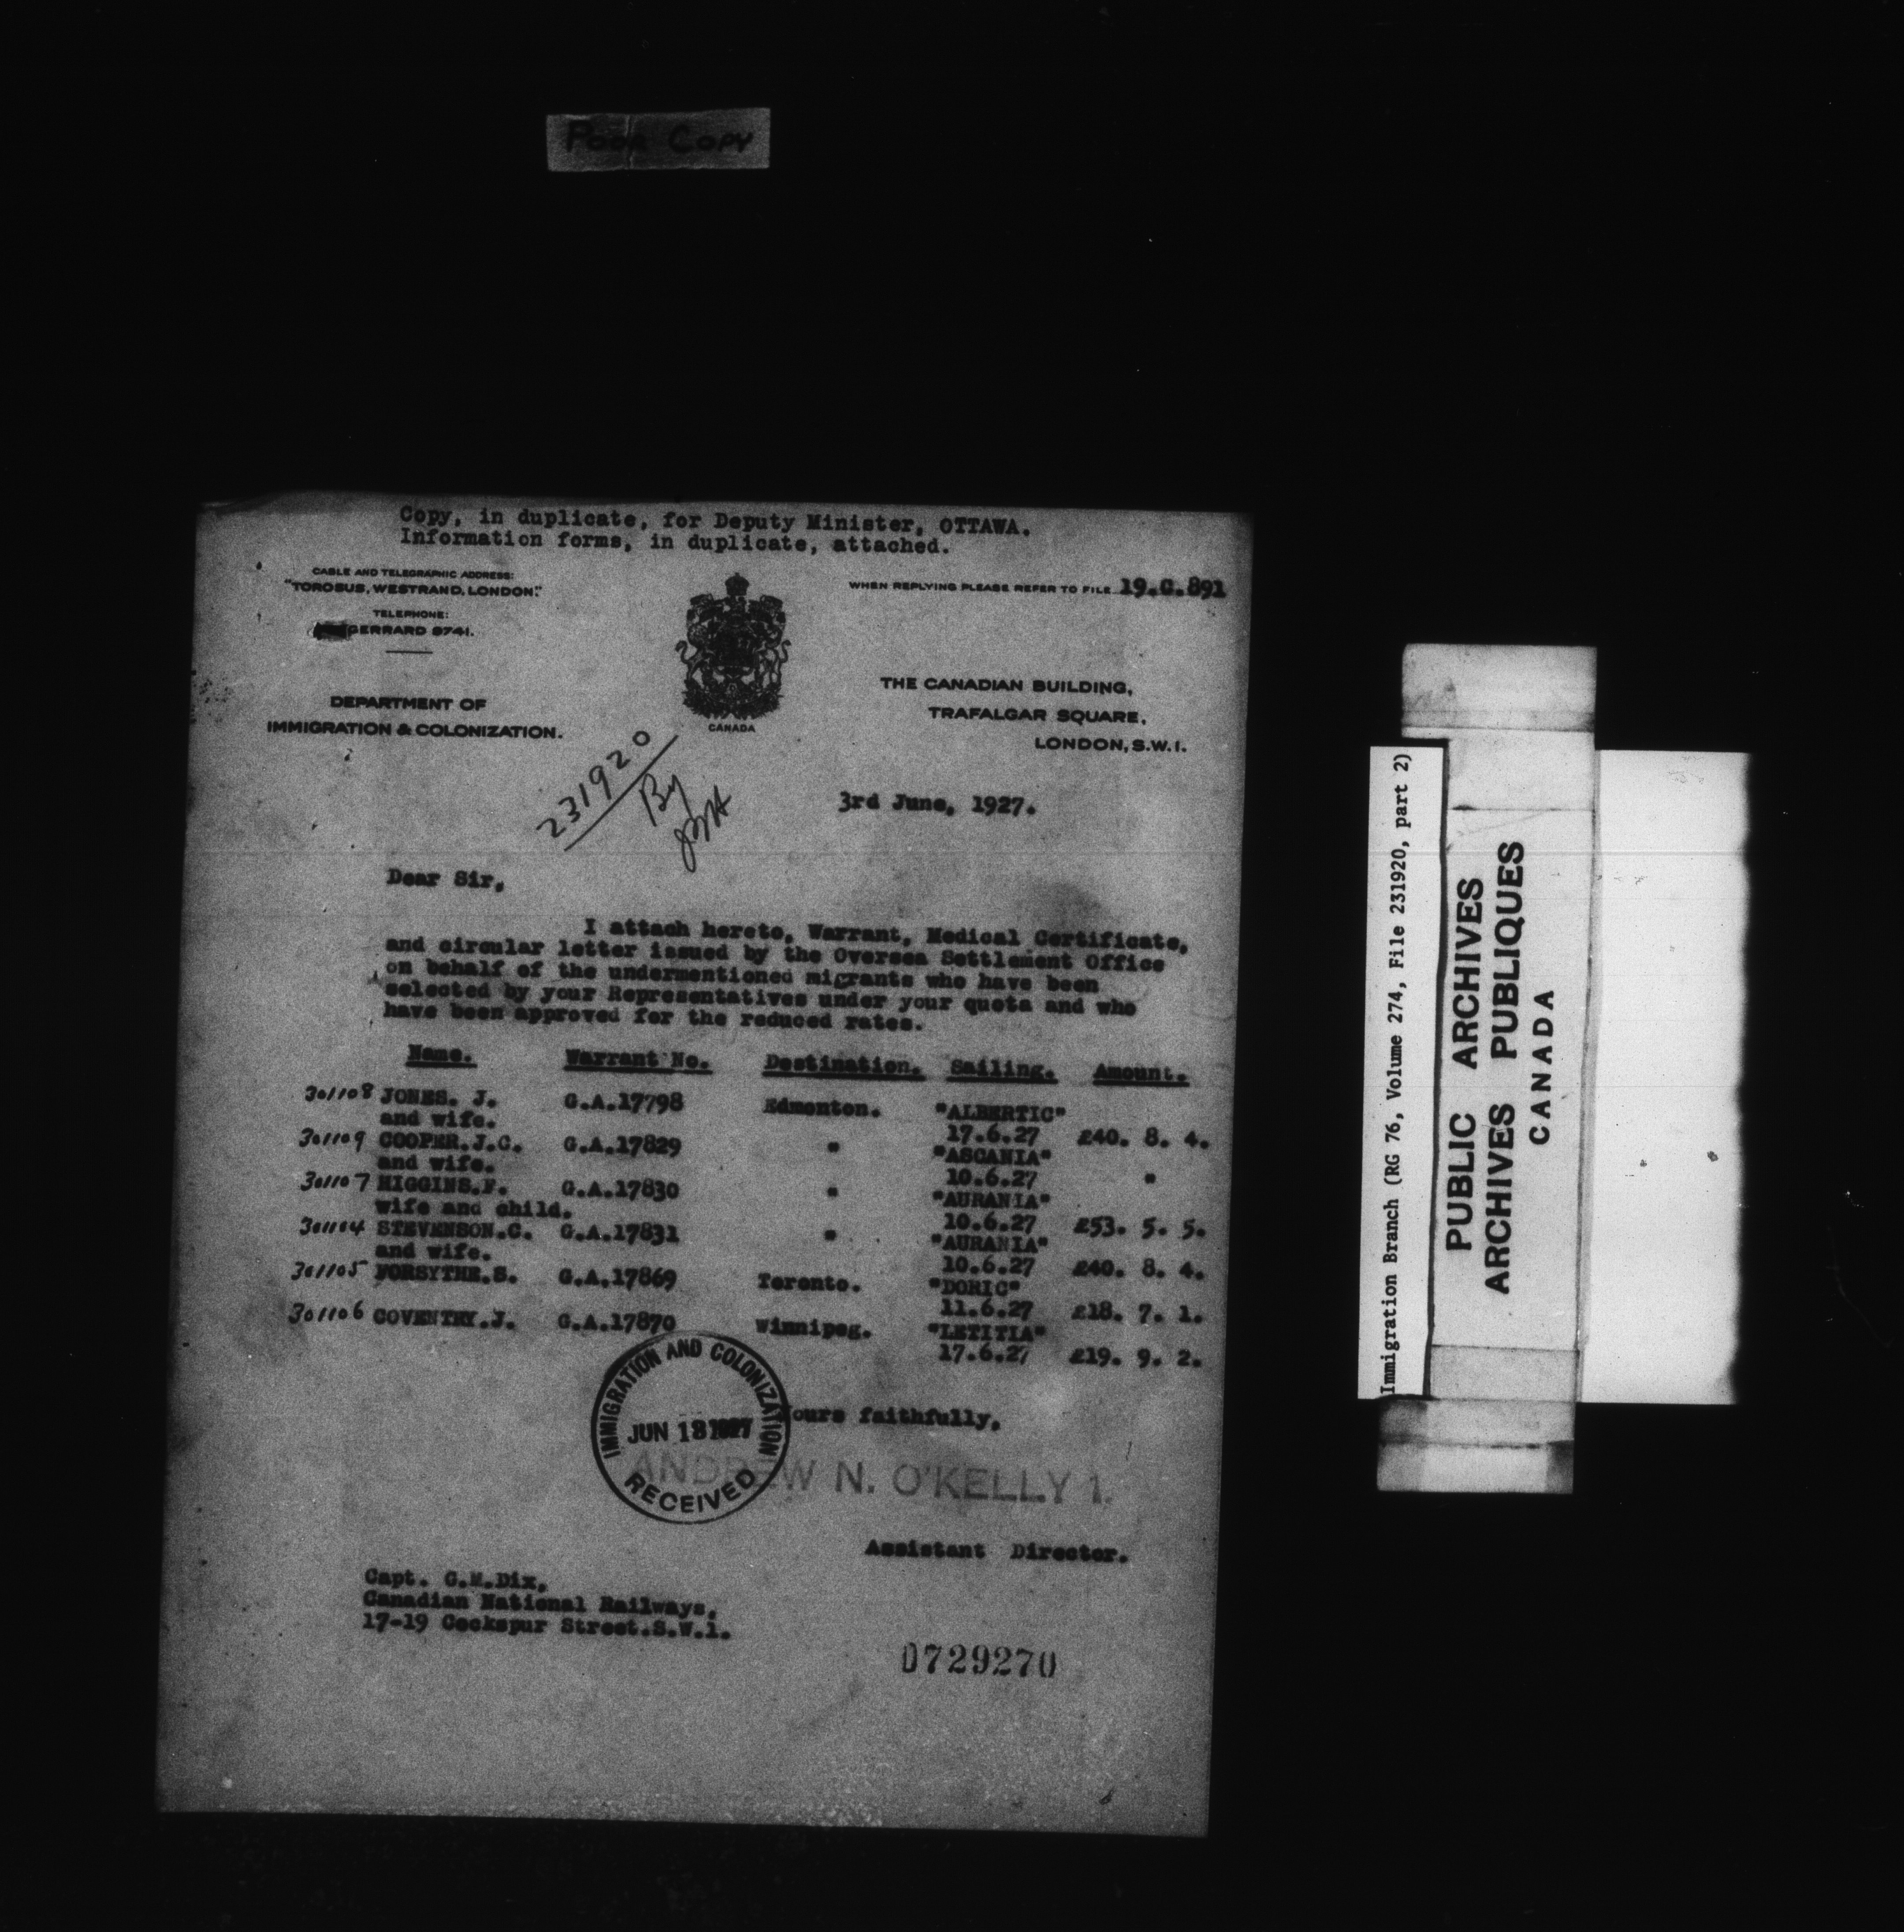 Poor Copy
Copy, in duplicate, for Deputy Minister, OTTAWA.
Information forms, in duplicate, attached.
CABLE AND TELEGRAPHIC ADDRESS:
"TOROSUS, WESTRAND, LONDON."
TELEPHONE:
GERRARD 9741.
WHEN REPLYING PLEASE REFER TO FILE 19.C.891
DEPARTMENT OF
IMMIGRATION & COLONIZATION.
CANADA
THE CANADIAN BUILDING,
TRAFALGAR SQUARE,
LONDON, S.W.1.
231920
By
3rd June, 1927.
Dear Sir,
I attach hereto, Warrant, Medical Certificate,
and circular letter issued by the Oversea Settlement Office
on behalf of the undermentioned migrants who have been
selected by your Representatives under your quota and who
have been approved for the reduced rates.
Name. Warrant No. Destination. Sailing. Amount.
301108 JONES. J. G.A.17798 Edmonton. "ALBERTIC"
and wife. 17.6.27 £40. 8. 4.
301109 COOPER.J.C. G.A.17829 " "ASCANIA"
and wife. 10.6.27 "
301107 HIGGINS.F. G.A.17830 " "AURANIA"
wife and child. 10.6.27 £53. 5. 5.
301104 STEVENSON.C. G.A.17831 " "AURANIA"
and wife. 10.6.27 £40. 8. 4.
301105 FORSYTHE.S. G.A.17869 Toronto. "DORIC"
11.6.27 £18. 7. 1.
301106 COVENTRY.J. G.A.17870 Winnipeg. "LETITIA"
17.6.27 £19. 9. 2.
IMMIGRATION AND COLONIZATION
JUN 13 1927
RECEIVED
Yours faithfully,
ANDREW N. O'KELLY 1.
Assistant Director.
Capt. G.M.Dix,
Canadian National Railways,
17-19 Cockspur Street.S.W.1.
0729270
Immigration Branch (RG 76, Volume 274, File 231920, part 2)
PUBLIC ARCHIVES
ARCHIVES PUBLIQUES
CANADA